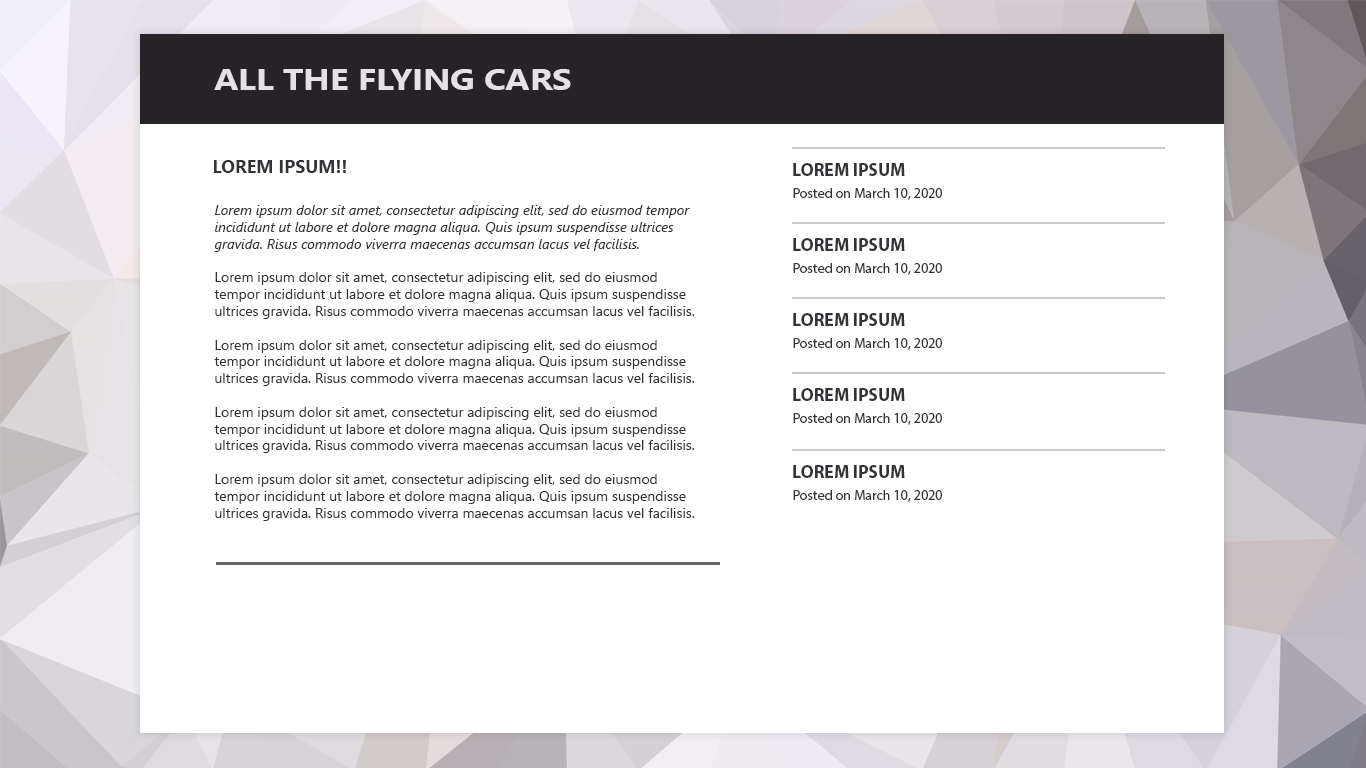 ALL THE FLYING CARS
LOREM IPSUM!!
Lorem ipsum dolor sit amet, consectetur adipiscing elit, sed do eiusmod tempor
incididunt ut labore et dolore magna aliqua. Quis ipsum suspendisse ultrices
gravida. Risus commodo viverra maecenas accumsan lacus vel facilisis.
Lorem ipsum dolor sit amet, consectetur adipiscing elit, sed do eiusmod
tempor incididunt ut labore et dolore magna aliqua. Quis ipsum suspendisse
ultrices gravida. Risus commodo viverra maecenas accumsan lacus vel facilisis.
Lorem ipsum dolor sit amet, consectetur adipiscing elit, sed do eiusmod
tempor incididunt ut labore et dolore magna aliqua. Quis ipsum suspendisse
ultrices gravida. Risus commodo viverra maecenas accumsan lacus vel facilisis.
Lorem ipsum dolor sit amet, consectetur adipiscing elit, sed do eiusmod
tempor incididunt ut labore et dolore magna aliqua. Quis ipsum suspendisse
ultrices gravida. Risus commodo viverra maecenas accumsan lacus vel facilisis.
Lorem ipsum dolor sit amet, consectetur adipiscing elit, sed do eiusmod
tempor incididunt ut labore et dolore magna aliqua. Quis ipsum suspendisse
ultrices gravida. Risus commodo viverra maecenas accumsan lacus vel facilisis.
LOREM IPSUM
Posted on March 10, 2020
LOREM IPSUM
Posted on March 10, 2020
LOREM IPSUM
Posted on March 10, 2020
LOREM IPSUM
Posted on March 10, 2020
LOREM IPSUM
Posted on March 10, 2020